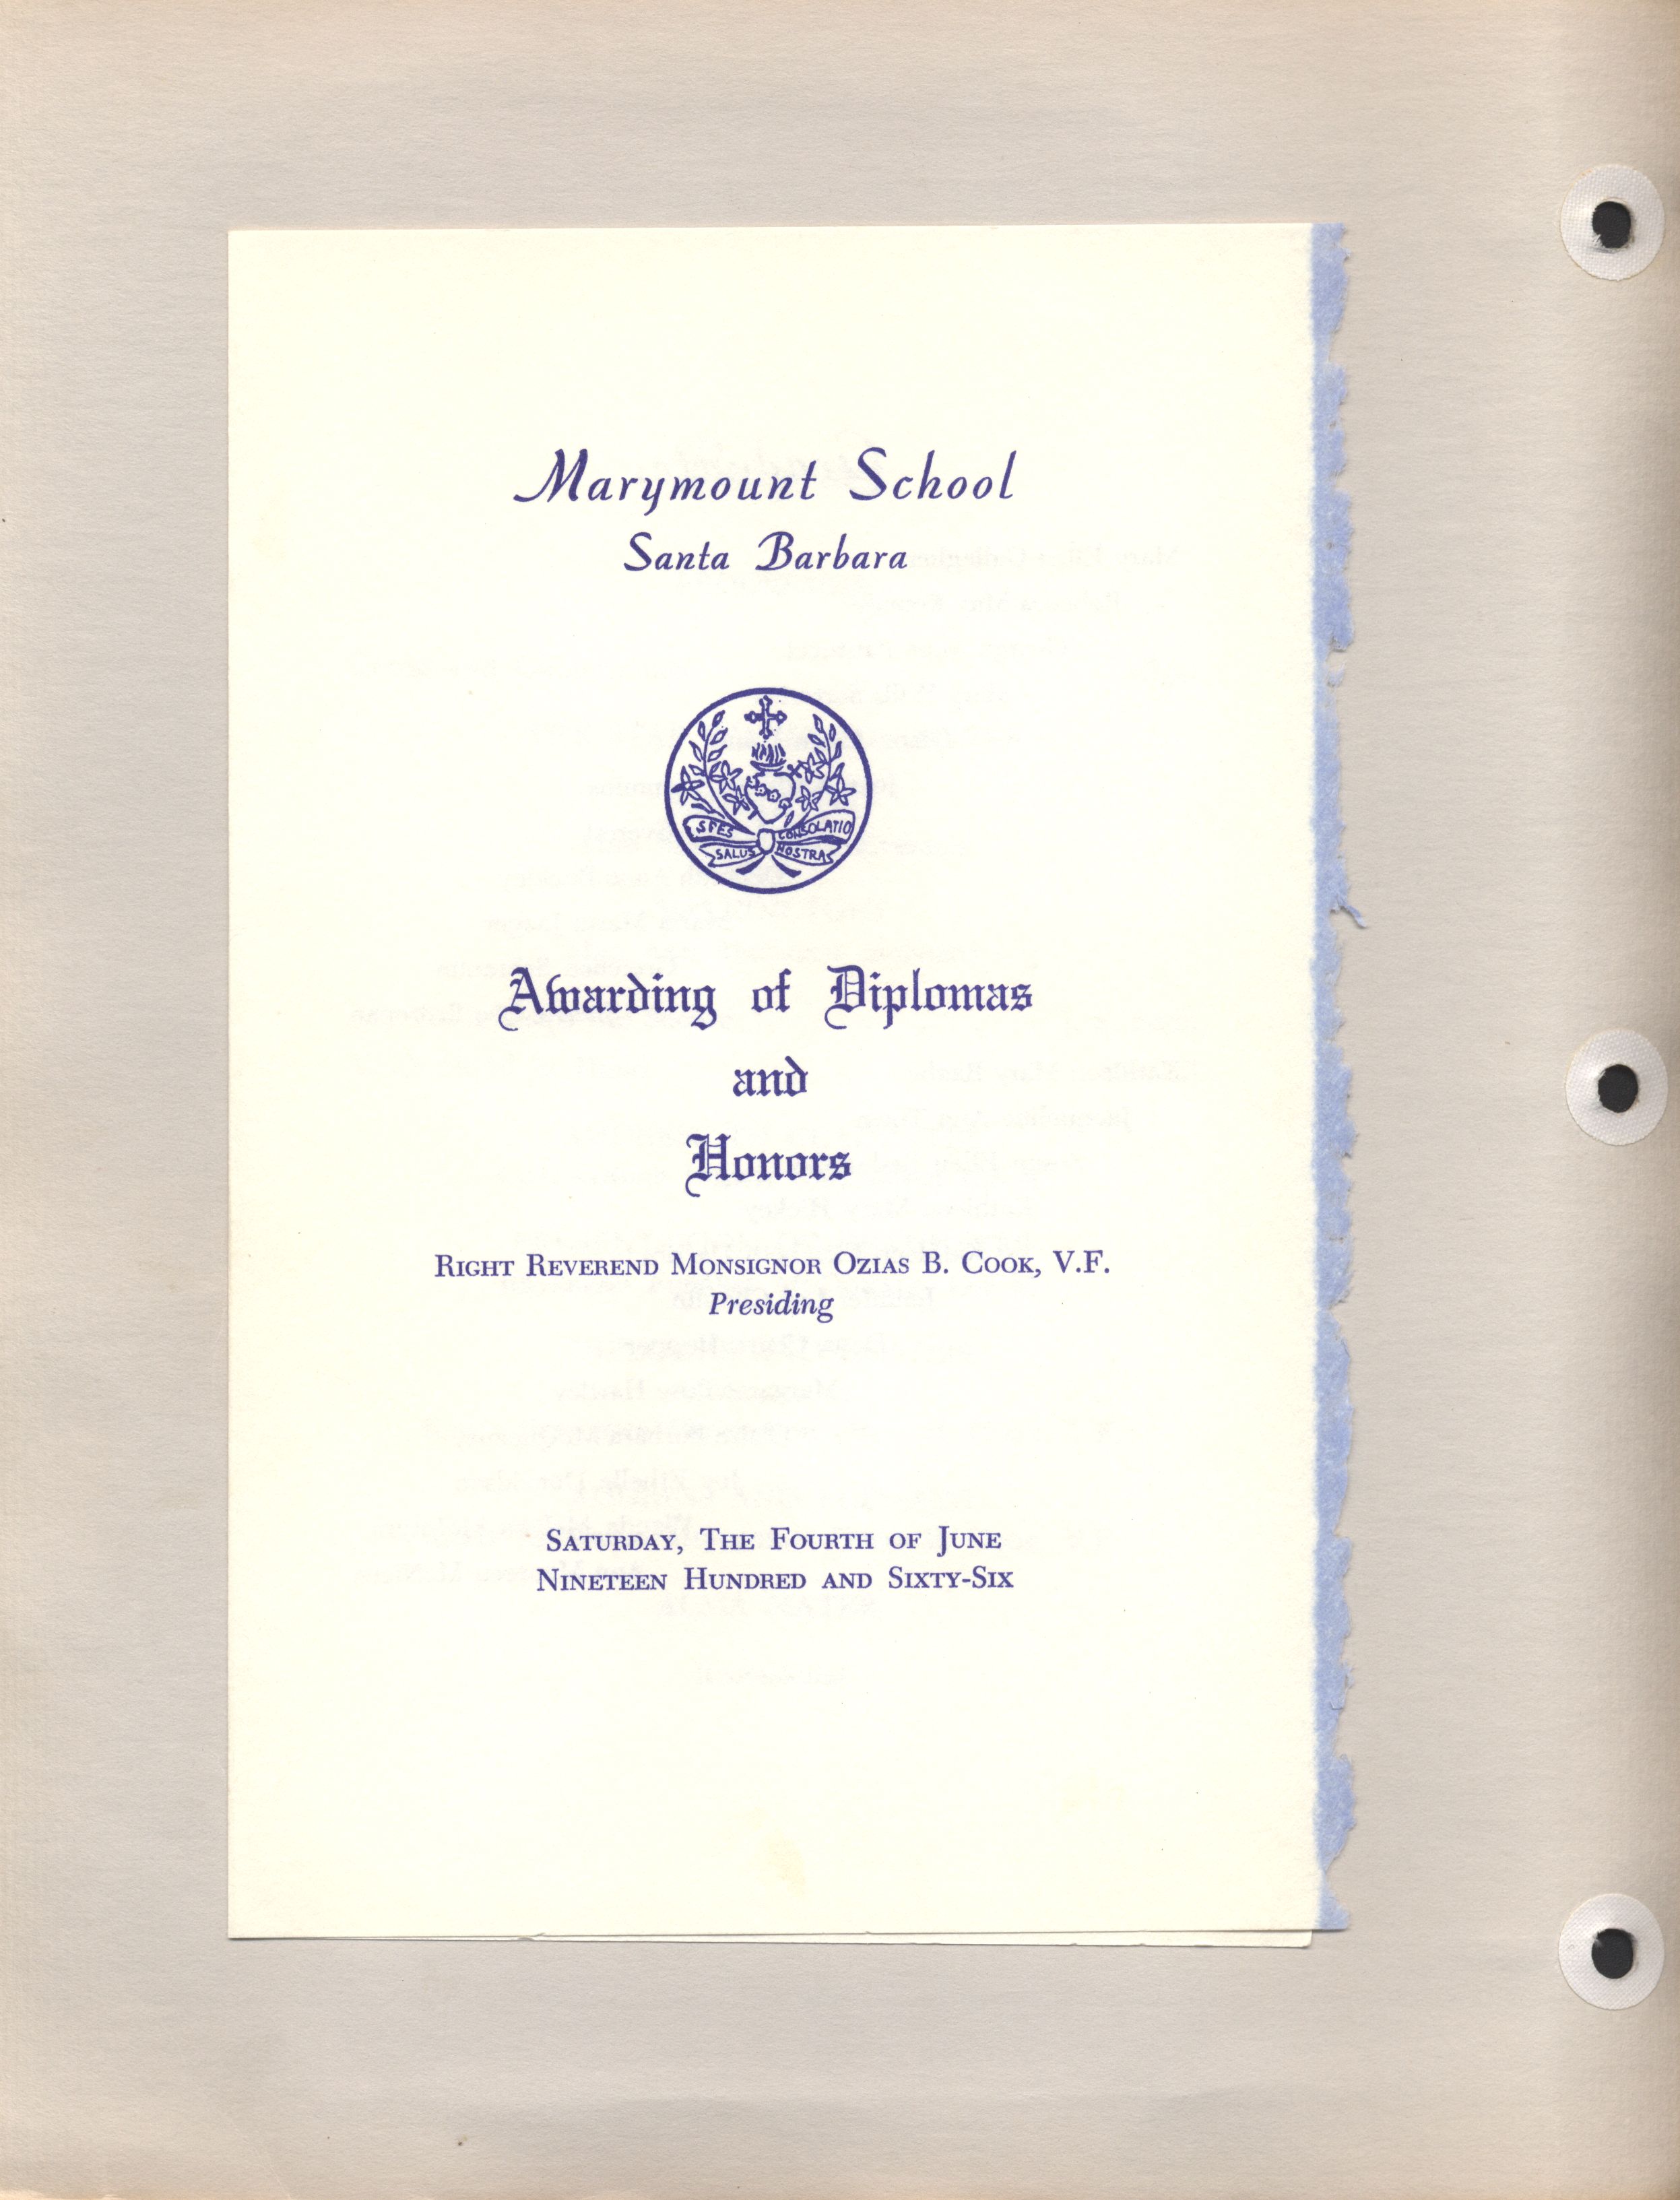 Marymount School
Santa Barbara
SPES CONSOLATIO
SALUS NOSTRA
Awarding of Diplomas
and
Honors
Right Reverend Monsignor Ozias B. Cook, V.F.
Presiding
Saturday, The Fourth of June
Nineteen Hundred and Sixty-Six